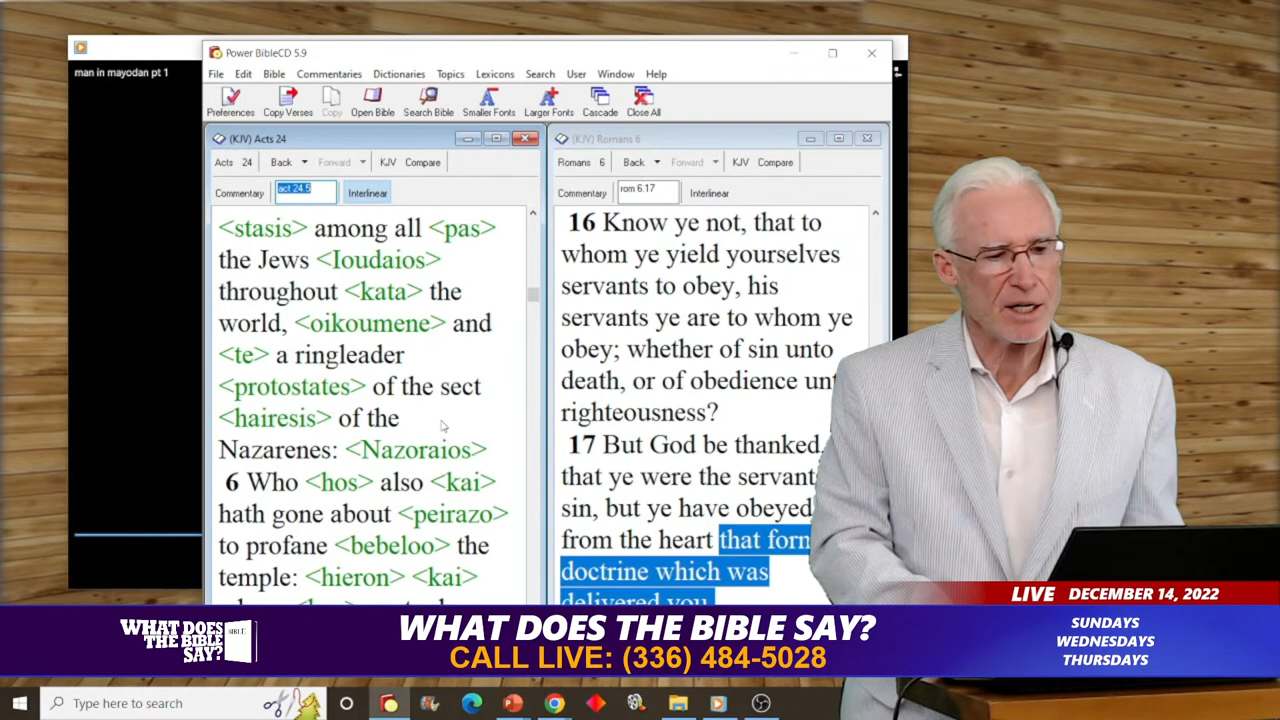 man in mayodan pt 1
Power BibleCD 5.9
File Edit Bible Commentaries Dictionaries Topics Lexicons Search User Window Help
Preferences Copy Verses Copy Open Bible Search Bible Smaller Fonts Larger Fonts Cascade Close All
(KJV) Acts 24
Acts 24 Back Forward KJV Compare
Commentary act 24.5 Interlinear
<stasis> among all <pas>
the Jews <Ioudaios>
throughout <kata> the
world, <oikoumene> and
<te> a ringleader
<protostates> of the sect
<hairesis> of the
Nazarenes: <Nazoraios>
6 Who <hos> also <kai>
hath gone about <peirazo>
to profane <bebeloo> the
temple: <hieron> <kai>
(KJV) Romans 6
Romans 6 Back Forward KJV Compare
Commentary rom 6.17 Interlinear
16 Know ye not, that to
whom ye yield yourselves
servants to obey, his
servants ye are to whom ye
obey; whether of sin unto
death, or of obedience unt
righteousness?
17 But God be thanked,
that ye were the servant
sin, but ye have obeyed
from the heart that form
doctrine which was
delivered you.
LIVE DECEMBER 14, 2022
WHAT DOES THE BIBLE SAY?
BIBLE
WHAT DOES THE BIBLE SAY?
CALL LIVE: (336) 484-5028
SUNDAYS
WEDNESDAYS
THURSDAYS
Type here to search